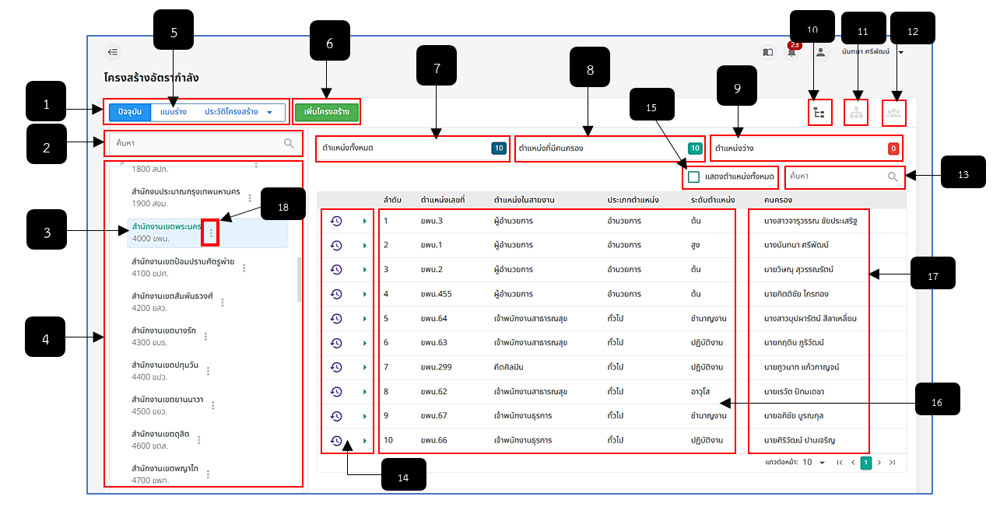 5
6
10
11
12
23
นันทนา ศรีพัฒน์
7
8
9
โครงสร้างอัตรากำลัง
1
ปัจจุบัน แบบร่าง ประวัติโครงสร้าง
เพิ่มโครงสร้าง
15
2
ค้นหา
ตำแหน่งทั้งหมด 10
ตำแหน่งที่มีคนครอง 10
ตำแหน่งว่าง 0
1800 สปภ.
แสดงตำแหน่งทั้งหมด
ค้นหา
13
สำนักงบประมาณกรุงเทพมหานคร
1900 สงม.
18
3
สำนักงานเขตพระนคร
4000 ขพน.
สำนักงานเขตป้อมปราบศัตรูพ่าย
4100 ขปศ.
สำนักงานเขตสัมพันธวงศ์
4200 ขสว.
4
สำนักงานเขตบางรัก
4300 ขบร.
สำนักงานเขตปทุมวัน
4400 ขปว.
สำนักงานเขตยานนาวา
4500 ขยว.
สำนักงานเขตดุสิต
4600 ขดส.
สำนักงานเขตพญาไท
4700 ขพท.
ลำดับ ตำแหน่งเลขที่ ตำแหน่งในสายงาน ประเภทตำแหน่ง ระดับตำแหน่ง คนครอง
1 ขพน.3 ผู้อำนวยการ อำนวยการ ต้น นางสาวจารุวรรณ ชัยประเสริฐ
2 ขพน.1 ผู้อำนวยการ อำนวยการ สูง นางนันทนา ศรีพัฒน์
3 ขพน.2 ผู้อำนวยการ อำนวยการ ต้น นายวิษณุ สุวรรณรัตน์
17
4 ขพน.455 ผู้อำนวยการ อำนวยการ ต้น นายกิตติชัย ไกรทอง
5 ขพน.64 เจ้าพนักงานสาธารณสุข ทั่วไป ชำนาญงาน นางสาวบุปผารัตน์ สีลาเหลี่ยม
6 ขพน.63 เจ้าพนักงานสาธารณสุข ทั่วไป ปฏิบัติงาน นายกฤติน ภูริวัฒน์
7 ขพน.299 คีตศิลปิน ทั่วไป ปฏิบัติงาน นายภูวนาท แก้วกาญจน์
8 ขพน.62 เจ้าพนักงานสาธารณสุข ทั่วไป อาวุโส นายเรวัต ปัทมเดชา
16
9 ขพน.67 เจ้าพนักงานธุรการ ทั่วไป ชำนาญงาน นายอภิชัย บูรณกุล
10 ขพน.66 เจ้าพนักงานธุรการ ทั่วไป ปฏิบัติงาน นายศิริวัฒน์ ปานเจริญ
14
แถวต่อหน้า: 10 1